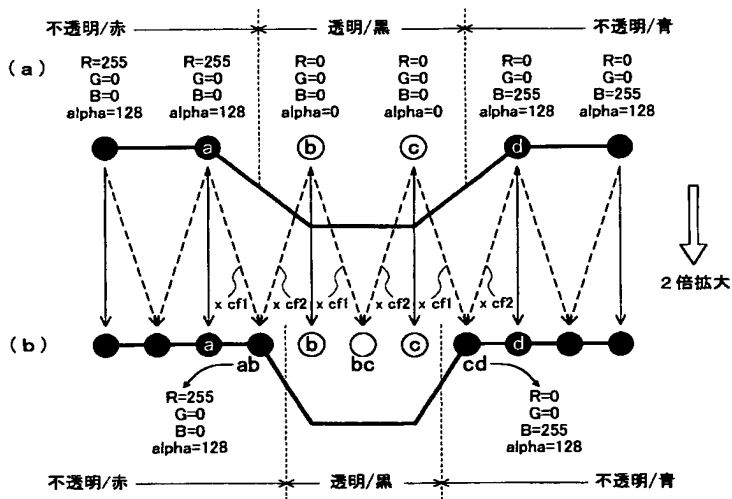 不透明/赤 透明/黒 不透明/青
(a)
R=255 R=255 R=0 R=0 R=0 R=0
G=0 G=0 G=0 G=0 G=0 G=0
B=0 B=0 B=0 B=0 B=255 B=255
alpha=128 alpha=128 alpha=0 alpha=0 alpha=128 alpha=128
a b c d
2倍拡大
x cf1 x cf2 x cf1 x cf2 x cf1 x cf2
(b)
a b c d
ab bc cd
R=255 R=0
G=0 G=0
B=0 B=255
alpha=128 alpha=128
不透明/赤 透明/黒 不透明/青